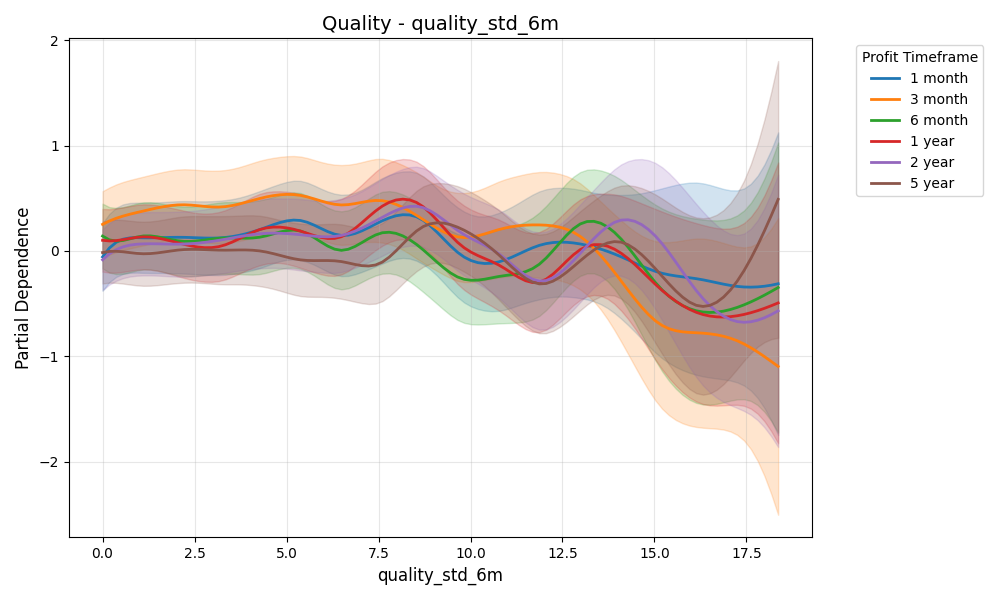 Quality - quality_std_6m
Profit Timeframe
1 month
3 month
6 month
1 year
2 year
5 year
Partial Dependence
2
1
0
−1
−2
0.0 2.5 5.0 7.5 10.0 12.5 15.0 17.5
quality_std_6m